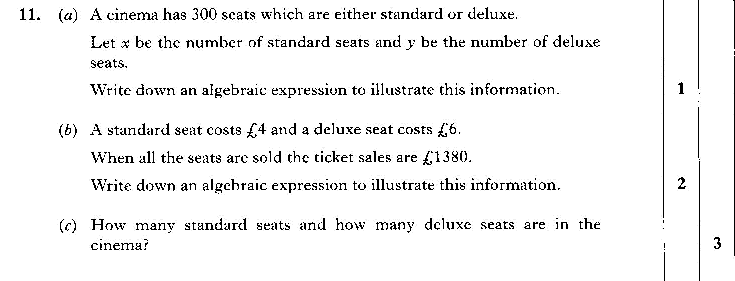 11. (a) A cinema has 300 seats which are either standard or deluxe.
Let x be the number of standard seats and y be the number of deluxe
seats.
Write down an algebraic expression to illustrate this information. 1
(b) A standard seat costs £4 and a deluxe seat costs £6.
When all the seats are sold the ticket sales are £1380.
Write down an algebraic expression to illustrate this information. 2
(c) How many standard seats and how many deluxe seats are in the
cinema? 3